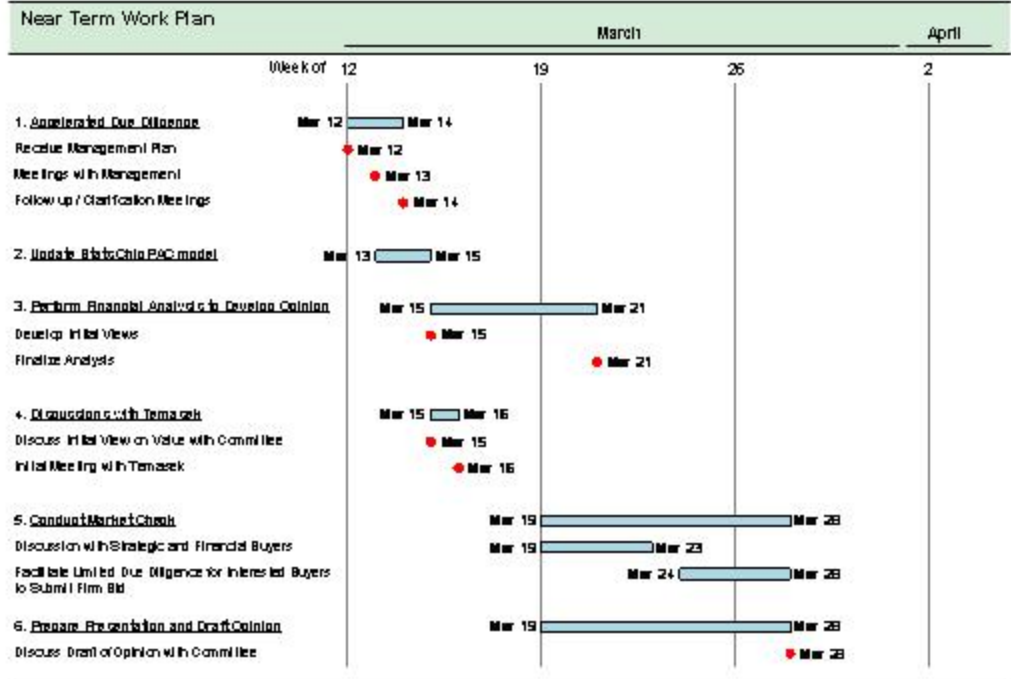 Near Term Work Plan
March April
Week of 12 19 26 2
1. Accelerated Due Diligence Mar 12 Mar 14
Receive Management Plan Mar 12
Meetings with Management Mar 13
Follow up / Clarification Meetings Mar 14
2. Update StatsChipPAC model Mar 13 Mar 15
3. Perform Financial Analysis to Develop Opinion Mar 15 Mar 21
Develop Initial Views Mar 15
Finalize Analysis Mar 21
4. Discussions with Temasek Mar 15 Mar 16
Discuss Initial View on Value with Committee Mar 15
Initial Meeting with Temasek Mar 16
5. Conduct Market Check Mar 19 Mar 28
Discussion with Strategic and Financial Buyers Mar 19 Mar 23
Facilitate Limited Due Diligence for Interested Buyers Mar 24 Mar 28
to Submit Firm Bid
6. Prepare Presentation and Draft Opinion Mar 19 Mar 28
Discuss Draft of Opinion with Committee Mar 28